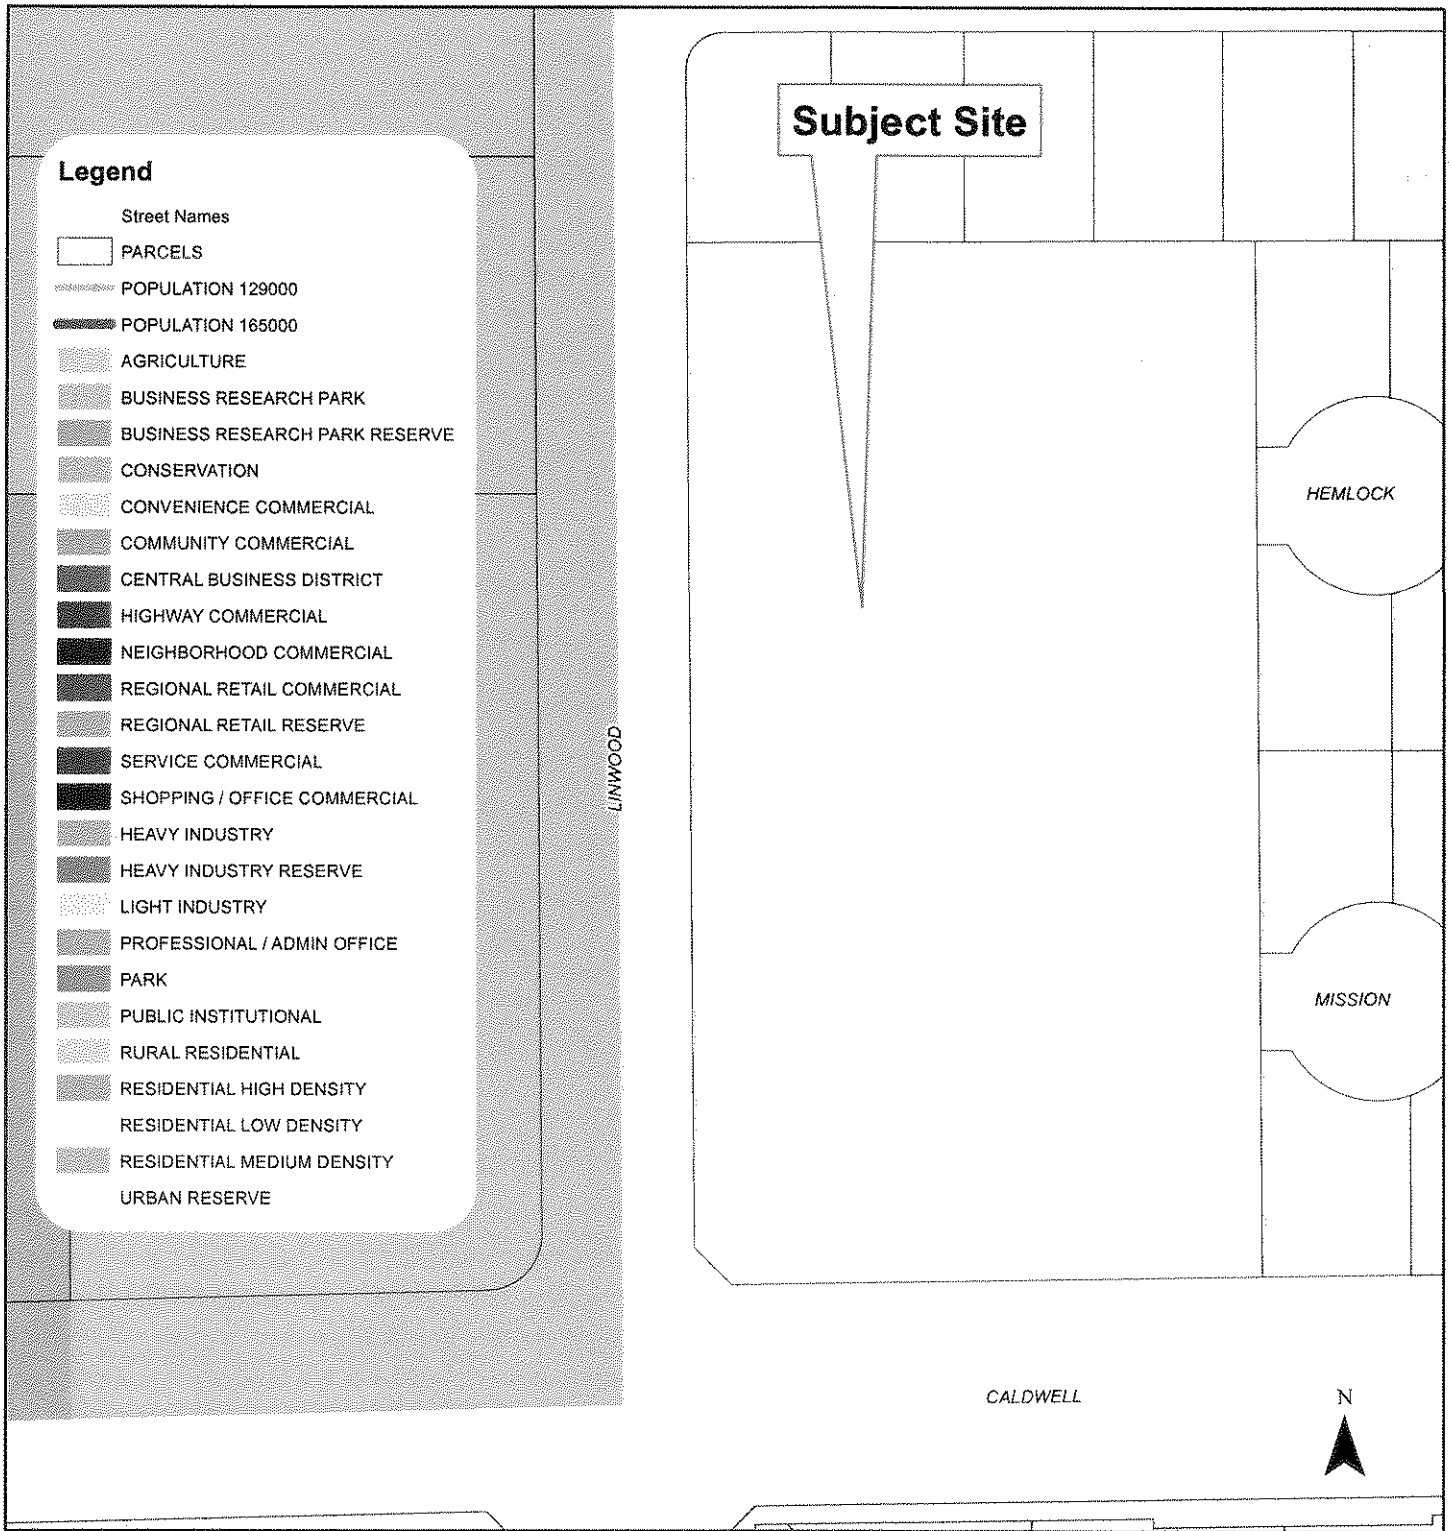 Subject Site
Legend
Street Names
PARCELS
POPULATION 129000
POPULATION 165000
AGRICULTURE
BUSINESS RESEARCH PARK
BUSINESS RESEARCH PARK RESERVE
CONSERVATION
CONVENIENCE COMMERCIAL
COMMUNITY COMMERCIAL
CENTRAL BUSINESS DISTRICT
HIGHWAY COMMERCIAL
NEIGHBORHOOD COMMERCIAL
REGIONAL RETAIL COMMERCIAL
REGIONAL RETAIL RESERVE
SERVICE COMMERCIAL
SHOPPING / OFFICE COMMERCIAL
HEAVY INDUSTRY
HEAVY INDUSTRY RESERVE
LIGHT INDUSTRY
PROFESSIONAL / ADMIN OFFICE
PARK
PUBLIC INSTITUTIONAL
RURAL RESIDENTIAL
RESIDENTIAL HIGH DENSITY
RESIDENTIAL LOW DENSITY
RESIDENTIAL MEDIUM DENSITY
URBAN RESERVE
LINWOOD
HEMLOCK
MISSION
CALDWELL
N